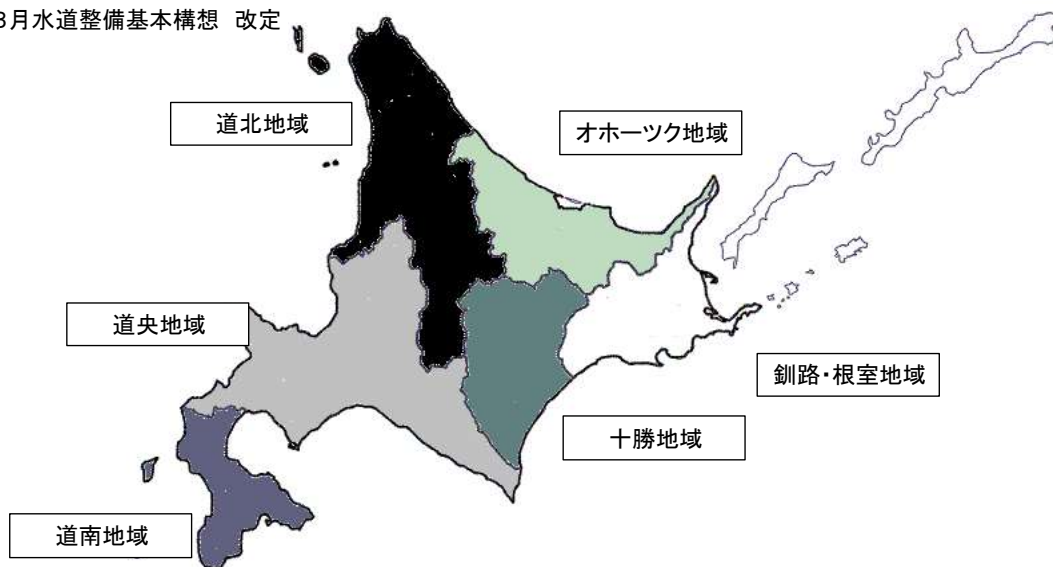 3月水道整備基本構想 改定
道北地域
オホーツク地域
道央地域
釧路・根室地域
十勝地域
道南地域